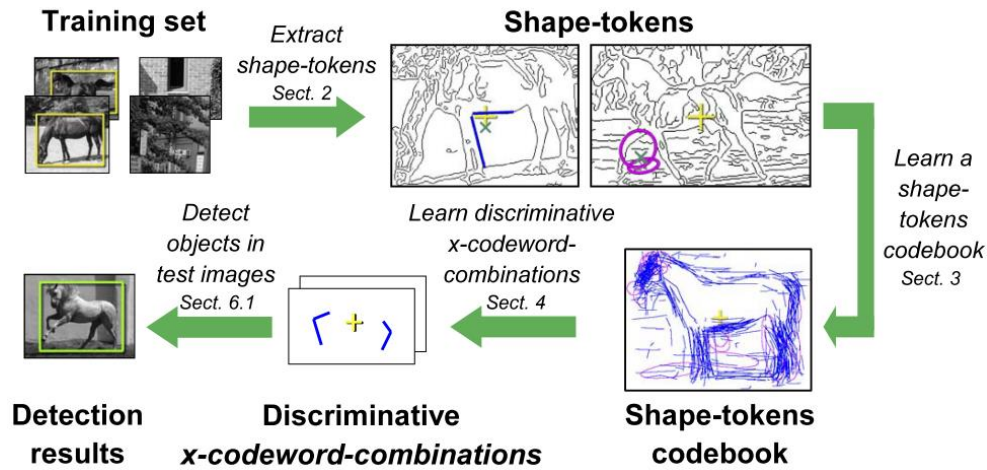 Training set
Extract
shape-tokens
Sect. 2
Shape-tokens
Learn a
shape-
tokens
codebook
Sect. 3
Detect
objects in
test images
Sect. 6.1
Learn discriminative
x-codeword-
combinations
Sect. 4
Detection
results
Discriminative
x-codeword-combinations
Shape-tokens
codebook